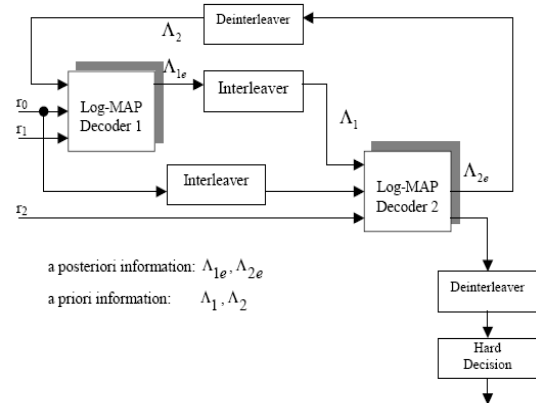 Deinterleaver
Λ₂
Λ₁ₑ
Interleaver
r₀
Log-MAP
Decoder 1
r₁
Λ₁
Interleaver
Log-MAP
Decoder 2
Λ₂ₑ
r₂
a posteriori information: Λ₁ₑ, Λ₂ₑ
a priori information: Λ₁, Λ₂
Deinterleaver
Hard
Decision